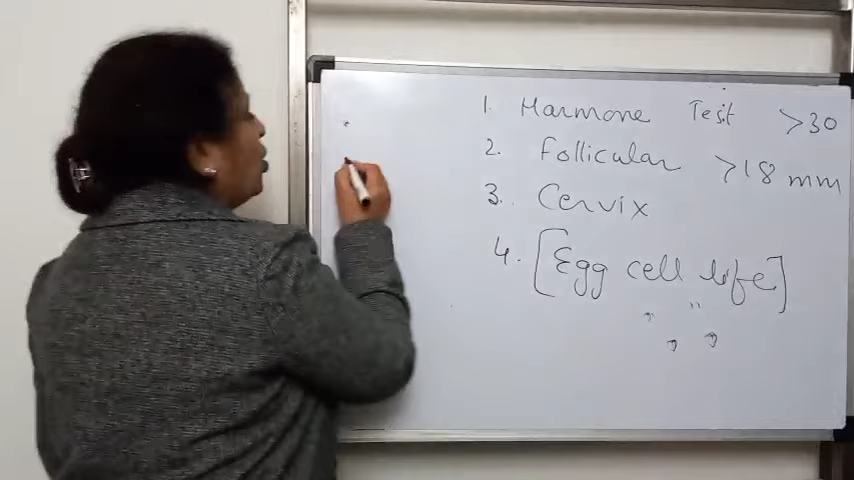 1. Harmone Test >30
2. Follicular >18 mm
3. Cervix
4. [Egg cell life]
" "
" "